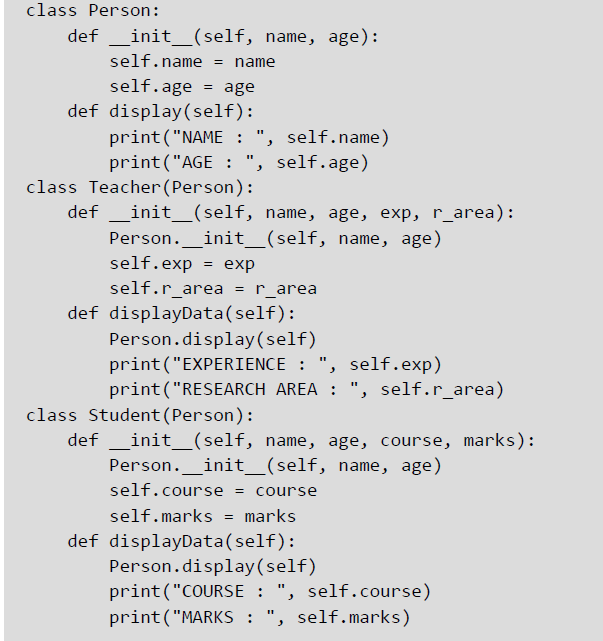 class Person:
    def __init__(self, name, age):
        self.name = name
        self.age = age
    def display(self):
        print("NAME : ", self.name)
        print("AGE : ", self.age)
class Teacher(Person):
    def __init__(self, name, age, exp, r_area):
        Person.__init__(self, name, age)
        self.exp = exp
        self.r_area = r_area
    def displayData(self):
        Person.display(self)
        print("EXPERIENCE : ", self.exp)
        print("RESEARCH AREA : ", self.r_area)
class Student(Person):
    def __init__(self, name, age, course, marks):
        Person.__init__(self, name, age)
        self.course = course
        self.marks = marks
    def displayData(self):
        Person.display(self)
        print("COURSE : ", self.course)
        print("MARKS : ", self.marks)